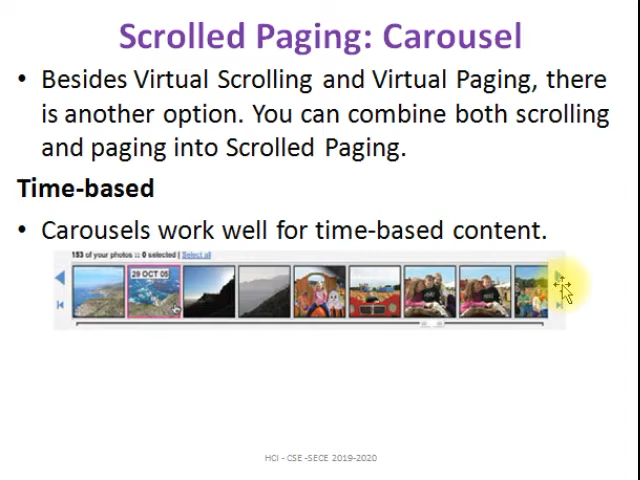 Scrolled Paging: Carousel
• Besides Virtual Scrolling and Virtual Paging, there
is another option. You can combine both scrolling
and paging into Scrolled Paging.
Time-based
• Carousels work well for time-based content.
153 of your photos :: 0 selected | Select all
29 OCT 05
HCI - CSE -SECE 2019-2020